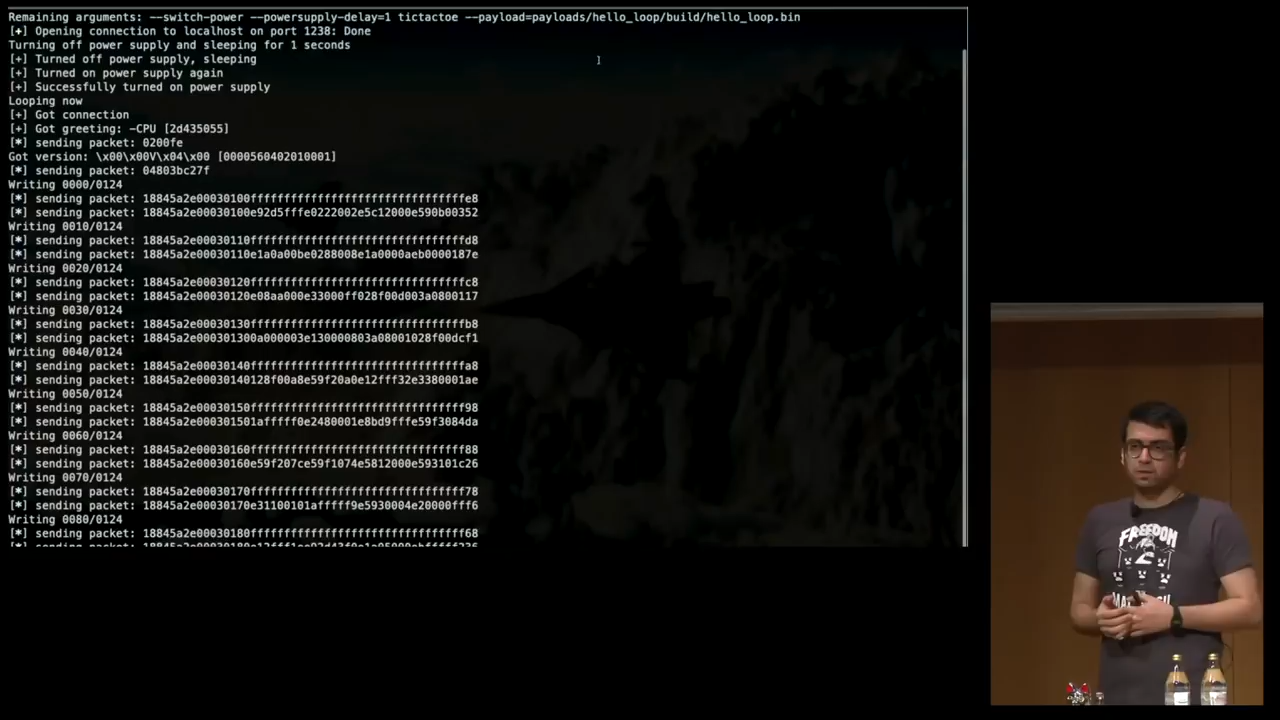 Remaining arguments: --switch-power --powersupply-delay=1 tictactoe --payload=payloads/hello_loop/build/hello_loop.bin
[+] Opening connection to localhost on port 1238: Done
Turning off power supply and sleeping for 1 seconds
[+] Turned off power supply, sleeping
[+] Turned on power supply again
[+] Successfully turned on power supply
Looping now
[+] Got connection
[+] Got greeting: -CPU [2d435055]
[*] sending packet: 0200fe
Got version: \x00\x00V\x04\x00 [0000560402010001]
[*] sending packet: 04803bc27f
Writing 0000/0124
[*] sending packet: 18845a2e00030100ffffffffffffffffffffffffffffffffe8
[*] sending packet: 18845a2e00030100e92d5fffe0222002e5c12000e590b00352
Writing 0010/0124
[*] sending packet: 18845a2e00030110ffffffffffffffffffffffffffffffffd8
[*] sending packet: 18845a2e00030110e1a0a00be0288008e1a0000aeb0000187e
Writing 0020/0124
[*] sending packet: 18845a2e00030120ffffffffffffffffffffffffffffffffc8
[*] sending packet: 18845a2e00030120e08aa000e33000ff028f00d003a0800117
Writing 0030/0124
[*] sending packet: 18845a2e00030130ffffffffffffffffffffffffffffffffb8
[*] sending packet: 18845a2e000301300a000003e130000803a08001028f00dcf1
Writing 0040/0124
[*] sending packet: 18845a2e00030140ffffffffffffffffffffffffffffffffa8
[*] sending packet: 18845a2e00030140128f00a8e59f20a0e12fff32e3380001ae
Writing 0050/0124
[*] sending packet: 18845a2e00030150ffffffffffffffffffffffffffffffff98
[*] sending packet: 18845a2e000301501afffff0e2480001e8bd9fffe59f3084da
Writing 0060/0124
[*] sending packet: 18845a2e00030160ffffffffffffffffffffffffffffffff88
[*] sending packet: 18845a2e00030160e59f207ce59f1074e5812000e593101c26
Writing 0070/0124
[*] sending packet: 18845a2e00030170ffffffffffffffffffffffffffffffff78
[*] sending packet: 18845a2e00030170e31100101afffff9e5930004e20000fff6
Writing 0080/0124
[*] sending packet: 18845a2e00030180ffffffffffffffffffffffffffffffff68
[*] sending packet:
FREEDOM